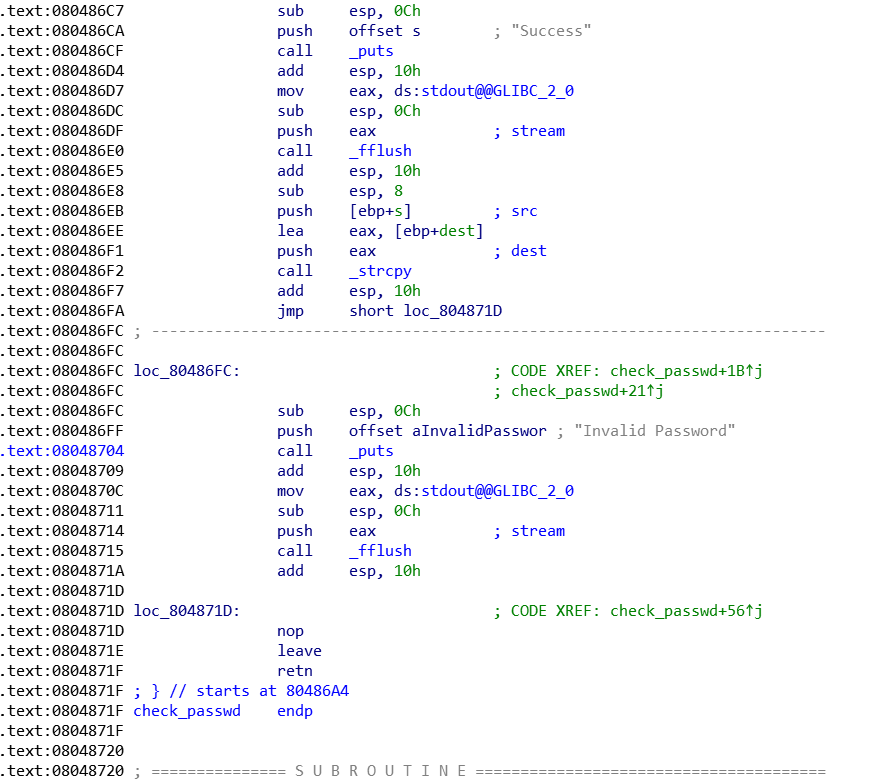 .text:080486C7 sub esp, 0Ch
.text:080486CA push offset s ; "Success"
.text:080486CF call _puts
.text:080486D4 add esp, 10h
.text:080486D7 mov eax, ds:stdout@@GLIBC_2_0
.text:080486DC sub esp, 0Ch
.text:080486DF push eax ; stream
.text:080486E0 call _fflush
.text:080486E5 add esp, 10h
.text:080486E8 sub esp, 8
.text:080486EB push [ebp+s] ; src
.text:080486EE lea eax, [ebp+dest]
.text:080486F1 push eax ; dest
.text:080486F2 call _strcpy
.text:080486F7 add esp, 10h
.text:080486FA jmp short loc_804871D
.text:080486FC ; ---------------------------------------------------------------------------
.text:080486FC
.text:080486FC loc_80486FC: ; CODE XREF: check_passwd+1B↑j
.text:080486FC ; check_passwd+21↑j
.text:080486FC sub esp, 0Ch
.text:080486FF push offset aInvalidPasswor ; "Invalid Password"
.text:08048704 call _puts
.text:08048709 add esp, 10h
.text:0804870C mov eax, ds:stdout@@GLIBC_2_0
.text:08048711 sub esp, 0Ch
.text:08048714 push eax ; stream
.text:08048715 call _fflush
.text:0804871A add esp, 10h
.text:0804871D
.text:0804871D loc_804871D: ; CODE XREF: check_passwd+56↑j
.text:0804871D nop
.text:0804871E leave
.text:0804871F retn
.text:0804871F ; } // starts at 80486A4
.text:0804871F check_passwd endp
.text:0804871F
.text:08048720
.text:08048720 ; =============== S U B R O U T I N E =======================================